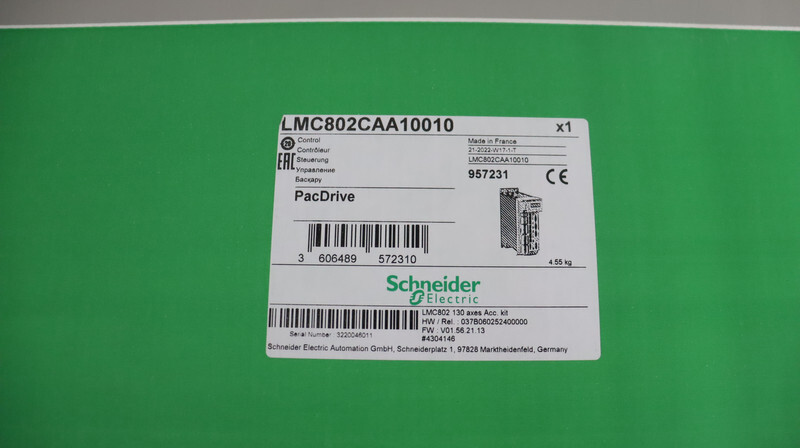 LMC802CAA10010 x1
Control
Contrôleur
Steuerung
Управление
Басқару
Made in France
21-2022-W17-1-T
LMC802CAA10010
957231 CE
EAC
PacDrive
3 606489 572310
4.55 kg
Schneider
Electric
LMC802 130 axes Acc. kit
HW / Rel. : 037B060252400000
FW : V01.56.21.13
#4304146
Serial Number : 3220046011
Schneider Electric Automation GmbH, Schneiderplatz 1, 97828 Marktheidenfeld, Germany